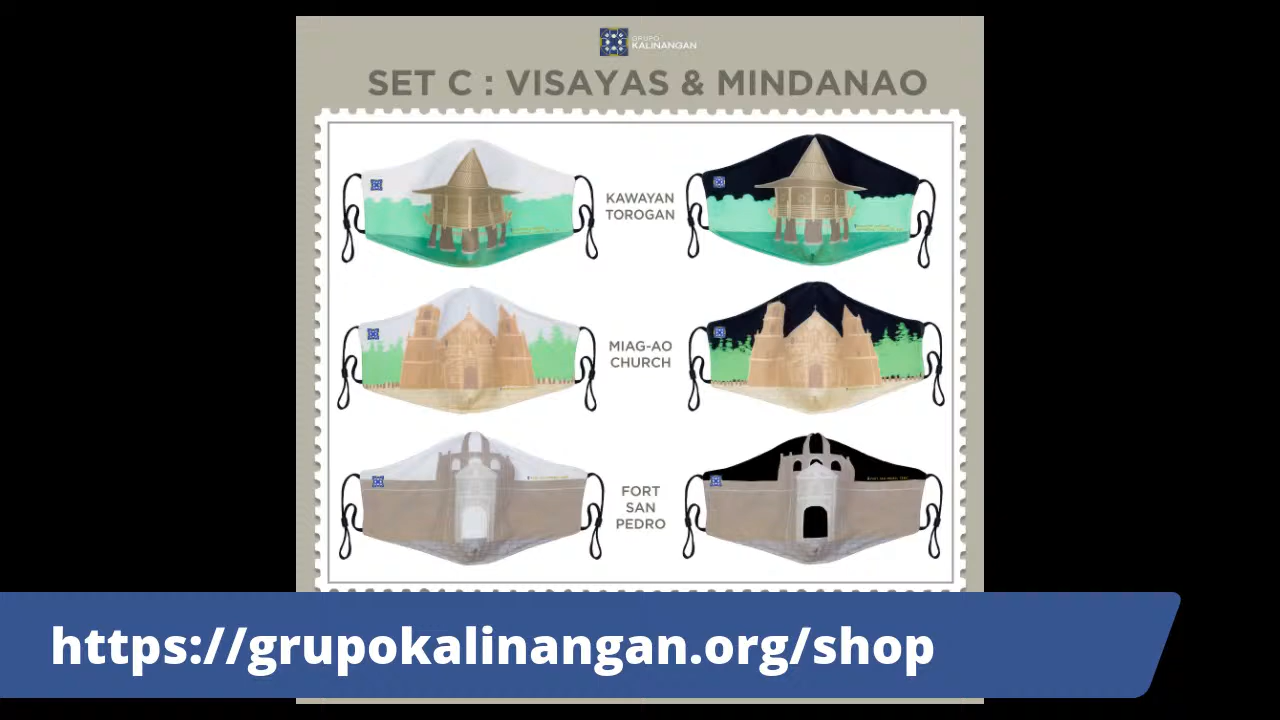 GRUPO
KALINANGAN
SET C : VISAYAS & MINDANAO
KAWAYAN
TOROGAN
MIAG-AO
CHURCH
FORT
SAN
PEDRO
https://grupokalinangan.org/shop